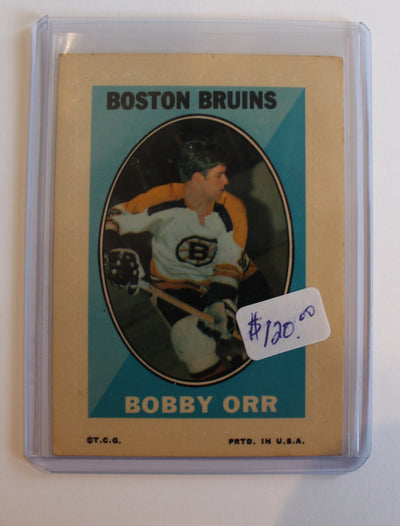 BOSTON BRUINS
B
$120.00
BOBBY ORR
©T.C.G. PRTD. IN U.S.A.